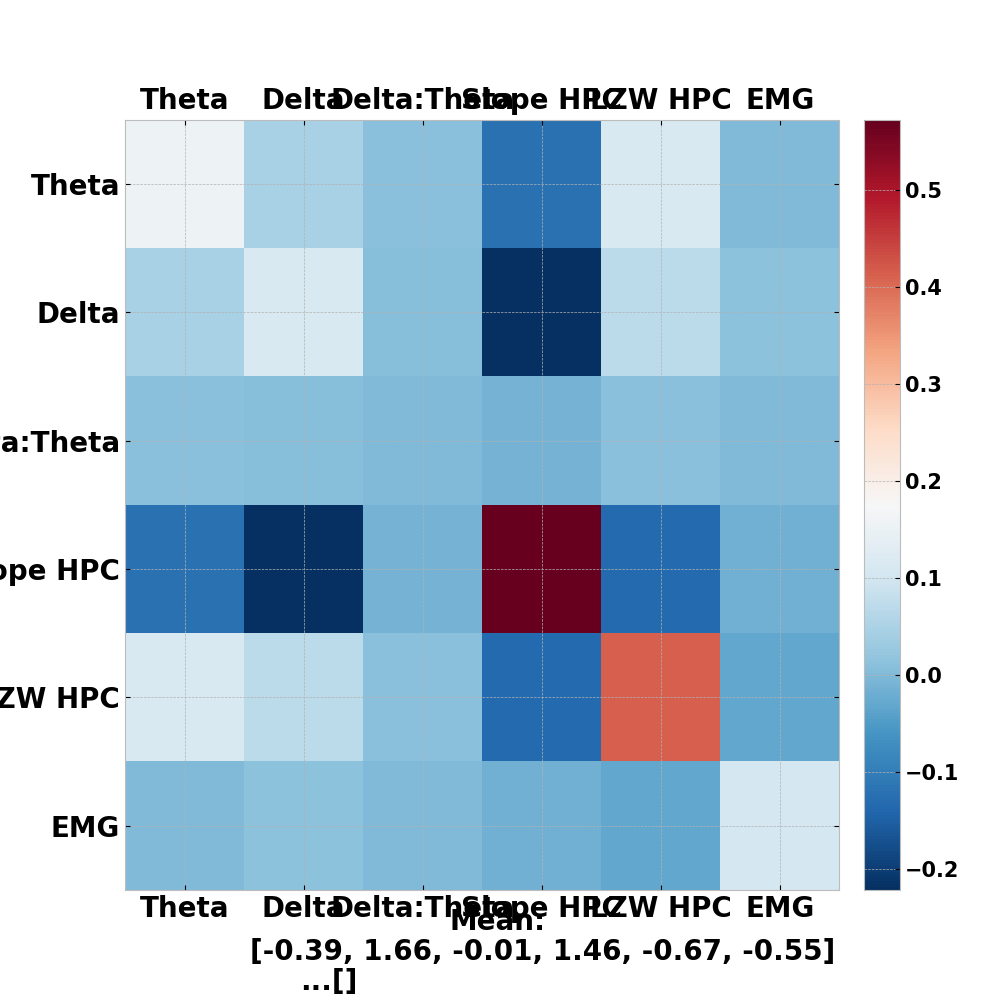 Theta Delta Delta:Theta Slope HPC LZW HPC EMG
Theta
Delta
a:Theta
ope HPC
ZW HPC
EMG
0.5
0.4
0.3
0.2
0.1
0.0
−0.1
−0.2
Theta Delta Delta:Theta Slope HPC LZW HPC EMG
Mean:
[-0.39, 1.66, -0.01, 1.46, -0.67, -0.55]
...[]